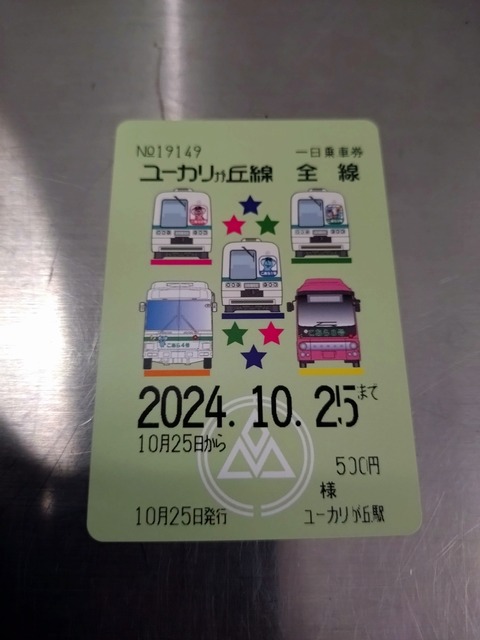 No19149 一日乗車券
ユーカリが丘線 全線
2024.10.25まで
10月25日から
500円
様
10月25日発行 ユーカリが丘駅